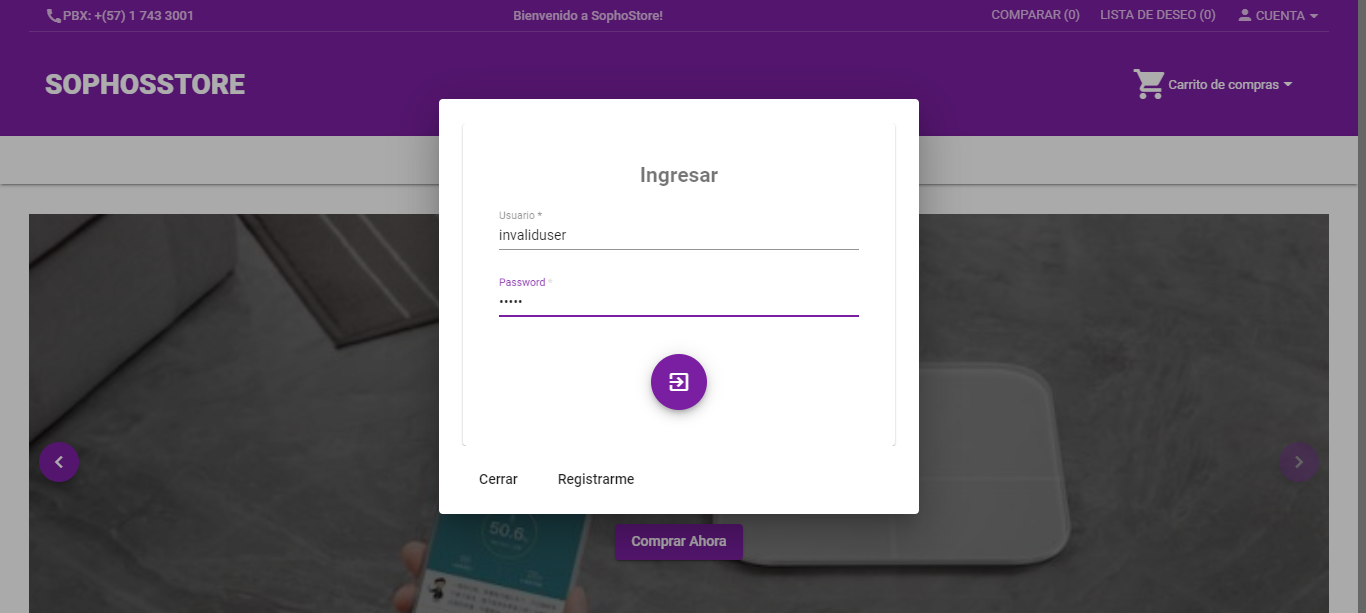 PBX: +(57) 1 743 3001
Bienvenido a SophoStore!
COMPARAR (0)
LISTA DE DESEO (0)
CUENTA
SOPHOSSTORE
Carrito de compras
Ingresar
Usuario *
invaliduser
Password *
•••••
Cerrar
Registrarme
50.6
Comprar Ahora